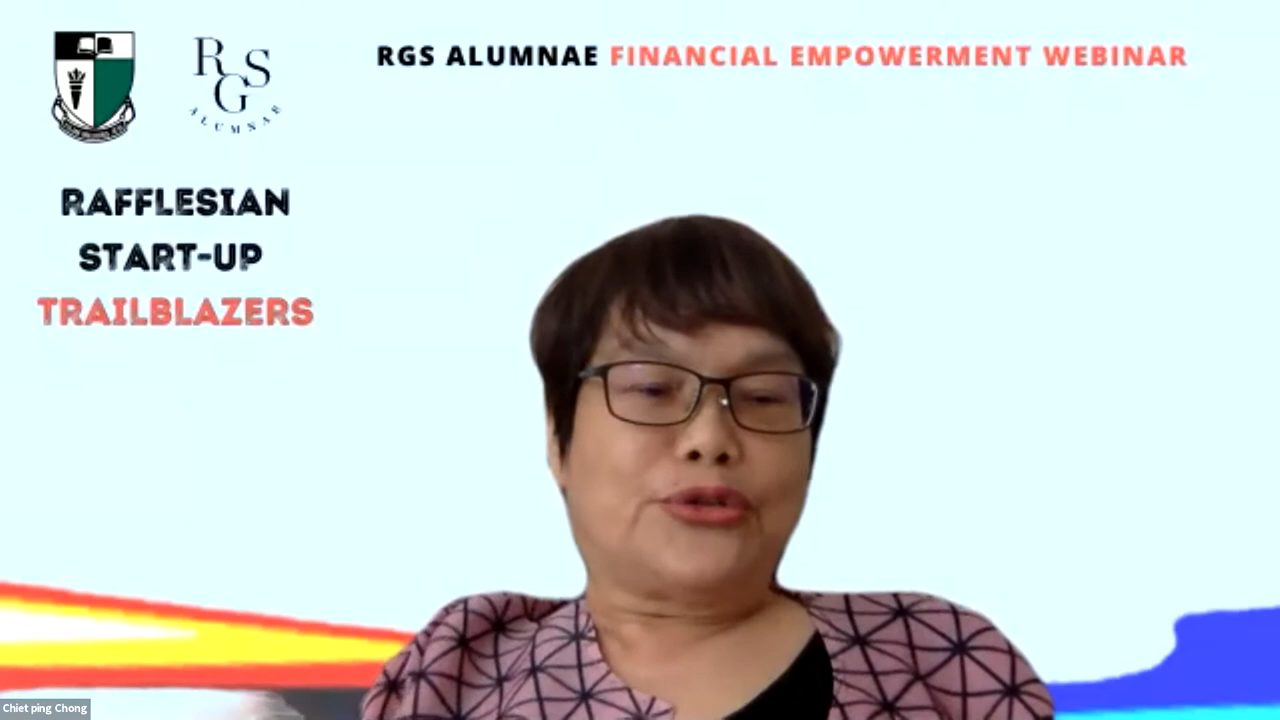 RGS ALUMNAE FINANCIAL EMPOWERMENT WEBINAR
RGS
ALUMNAE
RAFFLESIAN
START-UP
TRAILBLAZERS
Chiet ping Chong